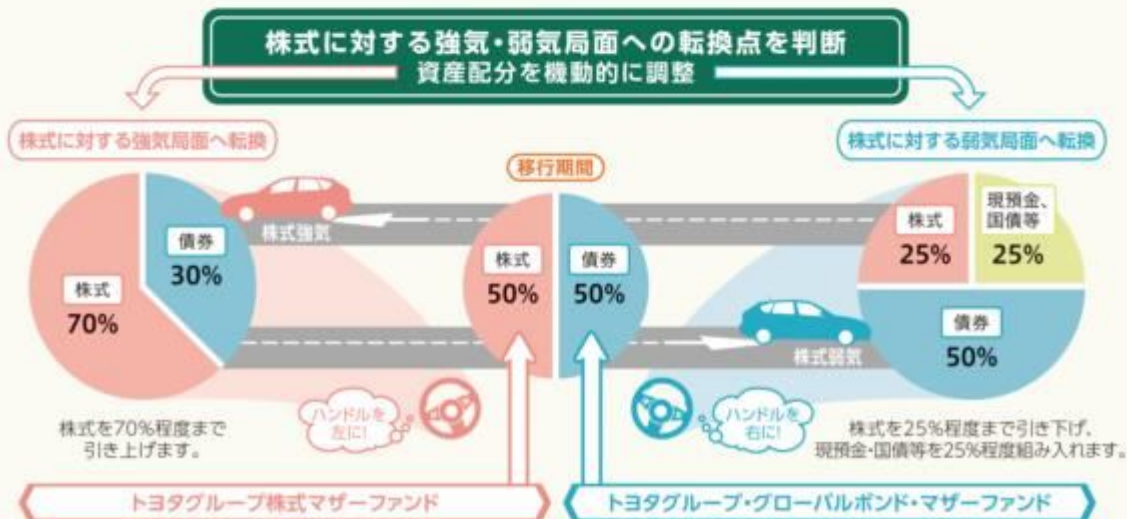 株式に対する強気・弱気局面への転換点を判断
資産配分を機動的に調整
株式に対する強気局面へ転換
株式に対する弱気局面へ転換
移行期間
債券
30%
株式
70%
株式強気
株式
50%
債券
50%
株式
25%
現預金、
国債等
25%
債券
50%
株式弱気
株式を70%程度まで
引き上げます。
ハンドルを
左に!
ハンドルを
右に!
株式を25%程度まで引き下げ、
現預金・国債等を25%程度組み入れます。
トヨタグループ株式マザーファンド
トヨタグループ・グローバルボンド・マザーファンド